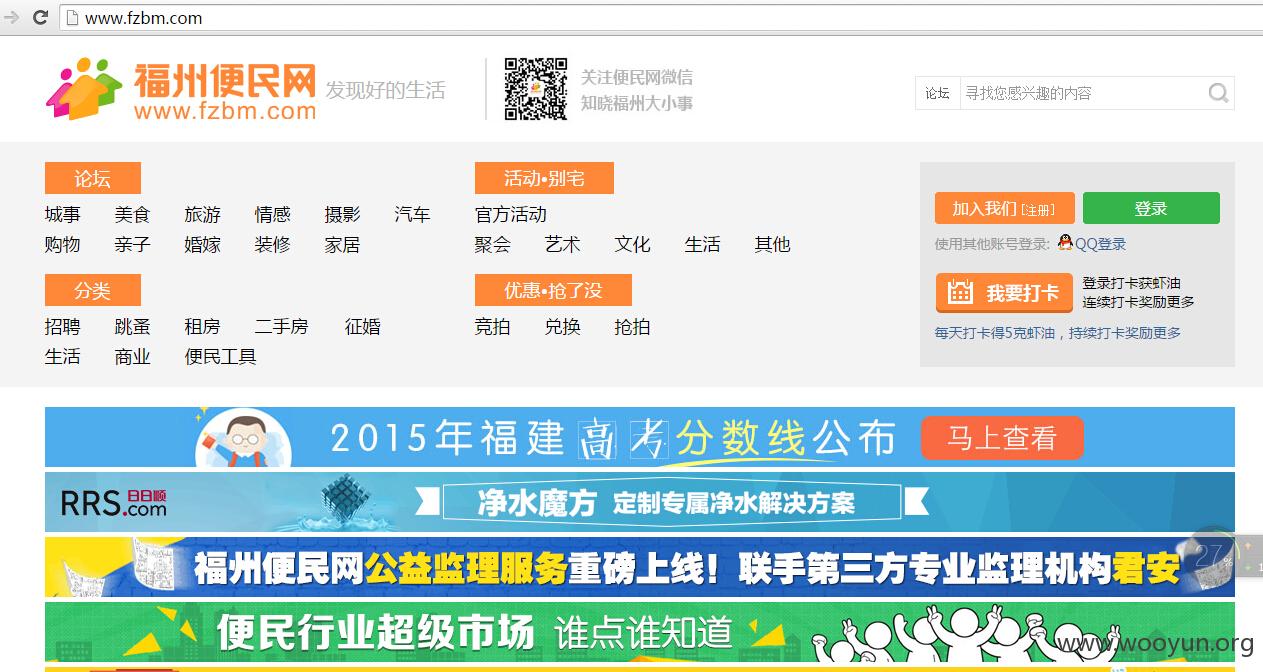 www.fzbm.com
福州便民网
www.fzbm.com
发现好的生活
关注便民网微信
知晓福州大小事
论坛 寻找您感兴趣的内容
论坛
城事 美食 旅游 情感 摄影 汽车
购物 亲子 婚嫁 装修 家居
分类
招聘 跳蚤 租房 二手房 征婚
生活 商业 便民工具
活动•别宅
官方活动
聚会 艺术 文化 生活 其他
优惠•抢了没
竞拍 兑换 抢拍
加入我们 [注册] 登录
使用其他账号登录: QQ登录
我要打卡
登录打卡获虾油
连续打卡奖励更多
每天打卡得5克虾油，持续打卡奖励更多
2015年福建高考分数线公布 马上查看
RRS.com 日日顺 净水魔方 定制专属净水解决方案
福州便民网公益监理服务重磅上线！联手第三方专业监理机构君安
27%
便民行业超级市场 谁点谁知道
www.wooyun.org